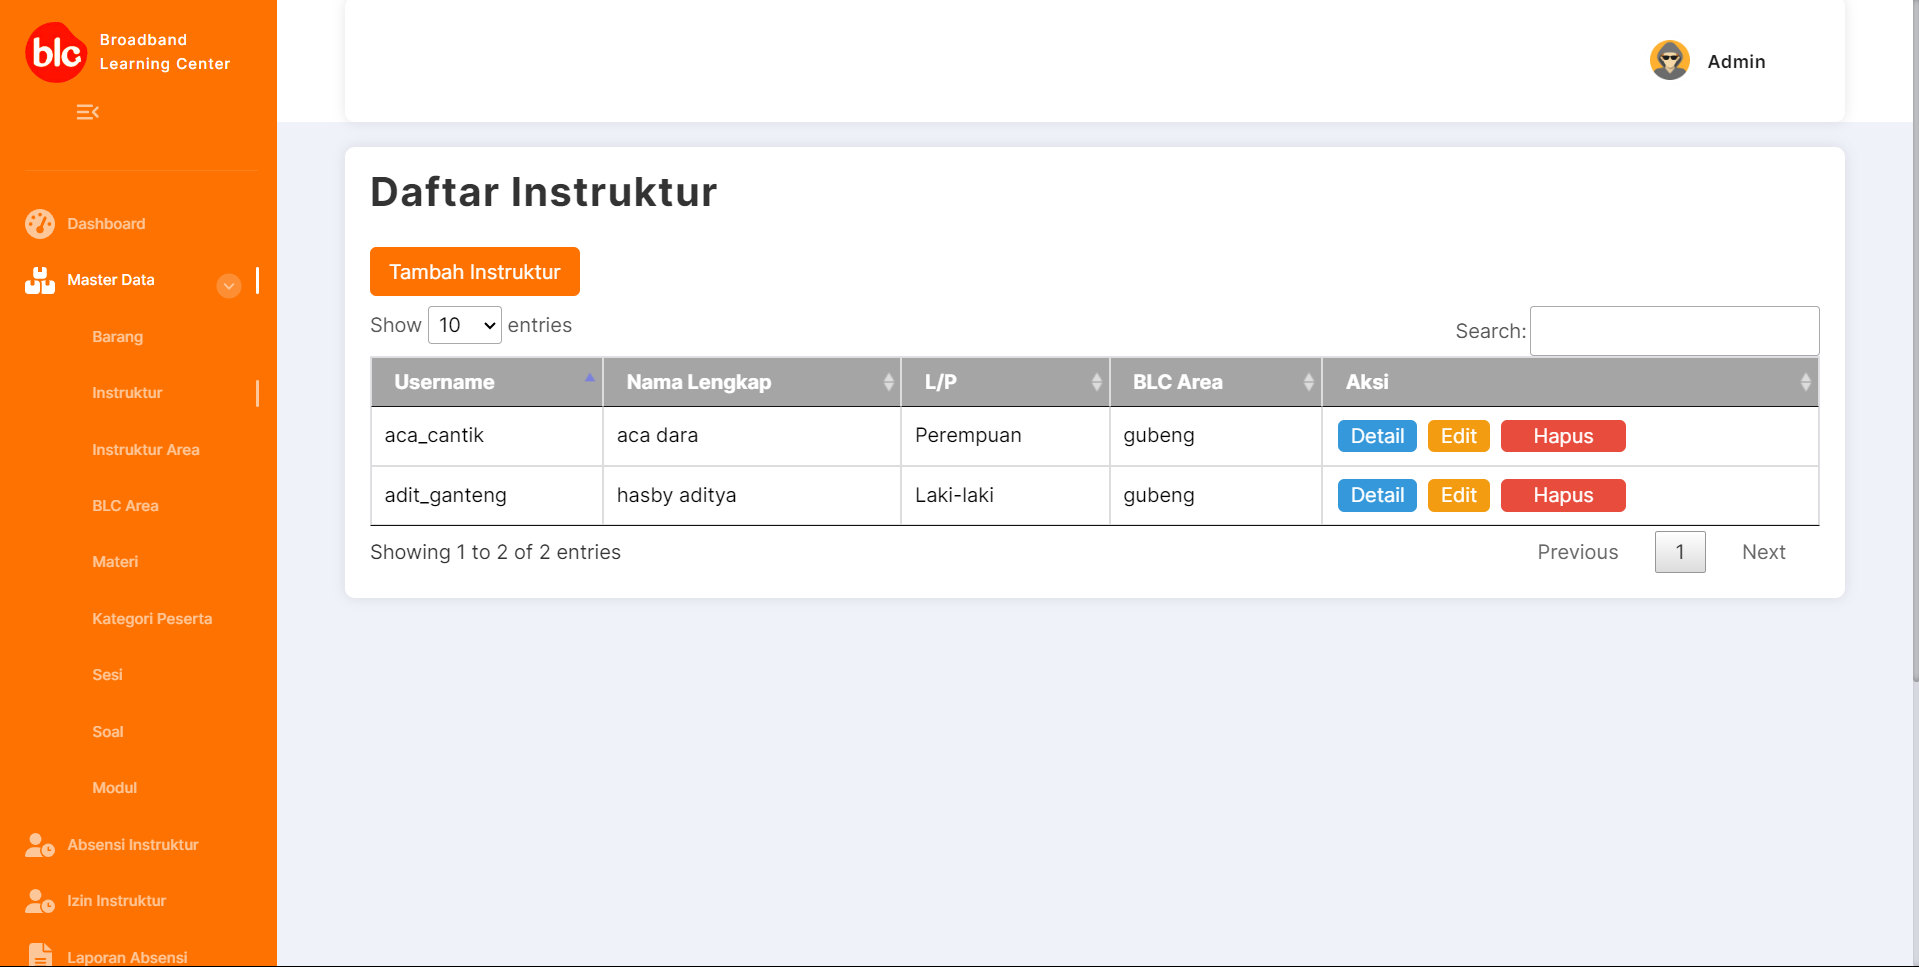 blc
Broadband
Learning Center
Admin
Dashboard
Master Data
Barang
Instruktur
Instruktur Area
BLC Area
Materi
Kategori Peserta
Sesi
Soal
Modul
Absensi Instruktur
Izin Instruktur
Laporan Absensi
Daftar Instruktur
Tambah Instruktur
Show 10 entries
Search:
Username Nama Lengkap L/P BLC Area Aksi
aca_cantik aca dara Perempuan gubeng Detail Edit Hapus
adit_ganteng hasby aditya Laki-laki gubeng Detail Edit Hapus
Showing 1 to 2 of 2 entries
Previous 1 Next